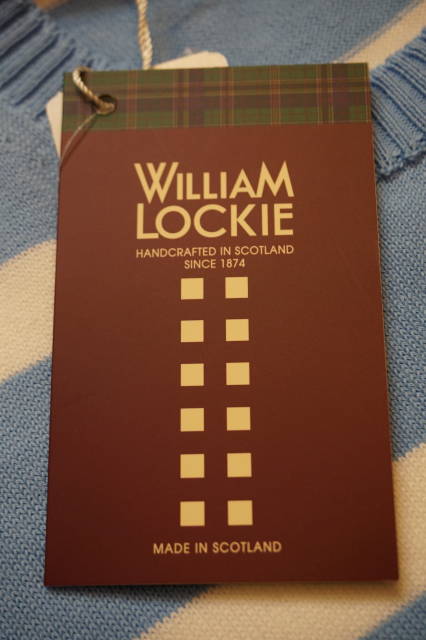 WILLIAM
LOCKIE
HANDCRAFTED IN SCOTLAND
SINCE 1874
MADE IN SCOTLAND